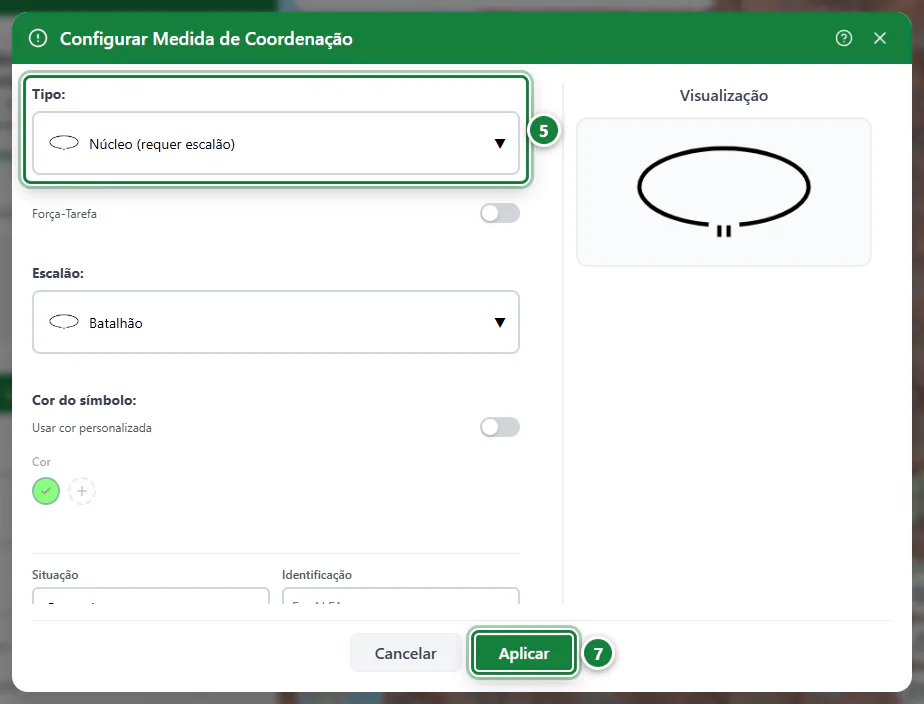 Configurar Medida de Coordenação
Tipo:
Núcleo (requer escalão)
5
Visualização
Força-Tarefa
Escalão:
Batalhão
Cor do símbolo:
Usar cor personalizada
Cor
Situação
Identificação
Cancelar
Aplicar
7